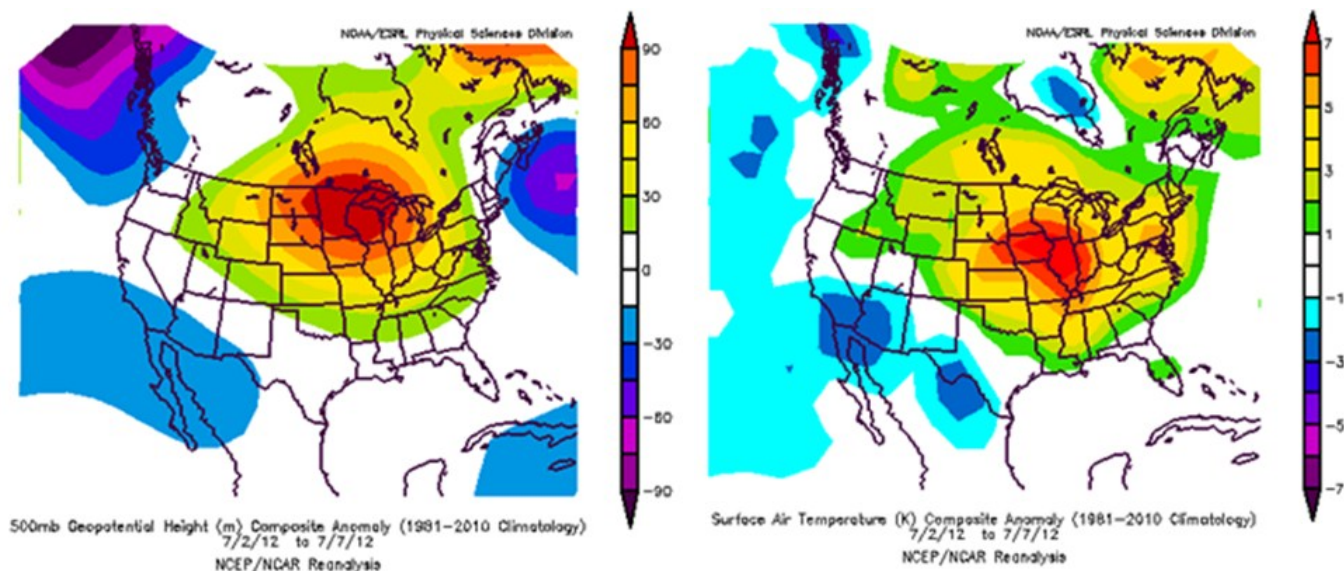 NOAA/ESRL Physical Sciences Division
90
60
30
0
-30
-60
-90
500mb Geopotential Height (m) Composite Anomaly (1981-2010 Climatology)
7/2/12 to 7/7/12
NCEP/NCAR Reanalysis
NOAA/ESRL Physical Sciences Division
7
5
3
1
-1
-3
-5
-7
Surface Air Temperature (K) Composite Anomaly (1981-2010 Climatology)
7/2/12 to 7/7/12
NCEP/NCAR Reanalysis